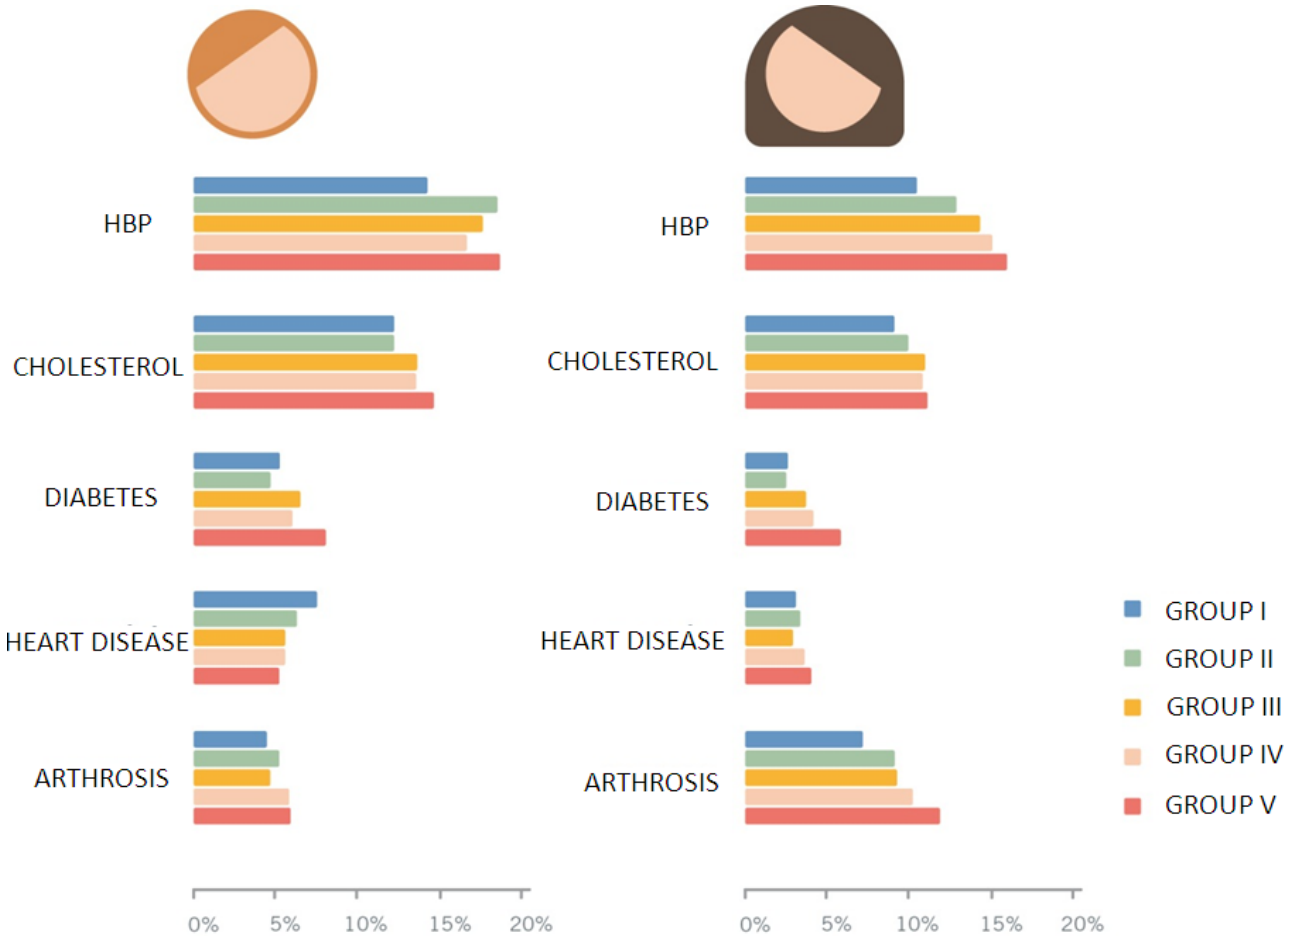 HBP
CHOLESTEROL
DIABETES
HEART DISEASE
ARTHROSIS
0% 5% 10% 15% 20%
HBP
CHOLESTEROL
DIABETES
HEART DISEASE
ARTHROSIS
0% 5% 10% 15% 20%
GROUP I
GROUP II
GROUP III
GROUP IV
GROUP V